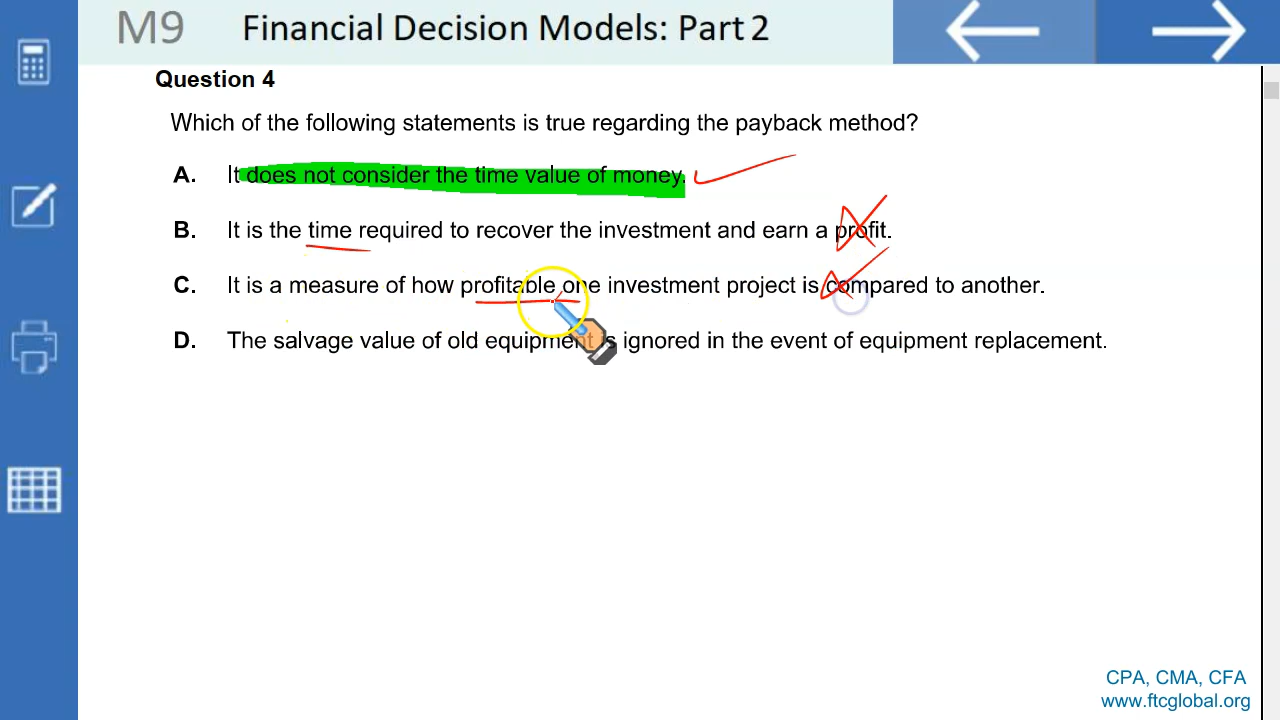 M9 Financial Decision Models: Part 2
Question 4
Which of the following statements is true regarding the payback method?
A. It does not consider the time value of money.
B. It is the time required to recover the investment and earn a profit.
C. It is a measure of how profitable one investment project is compared to another.
D. The salvage value of old equipment is ignored in the event of equipment replacement.
CPA, CMA, CFA
www.ftcglobal.org